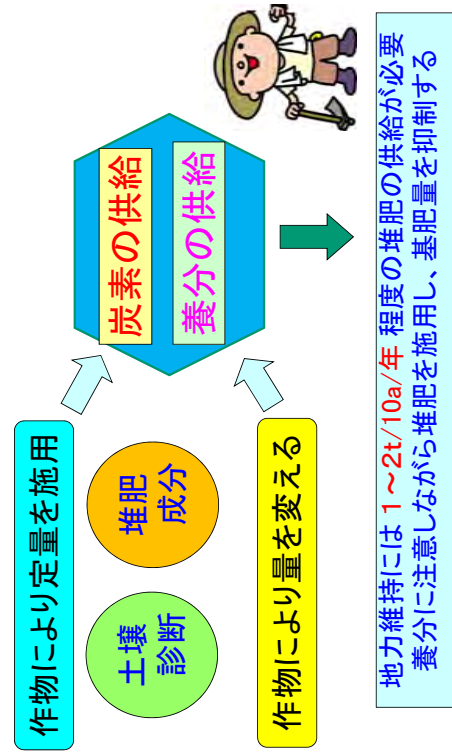 作物により定量を施用
土壌
診断
堆肥
成分
作物により量を変える
炭素の供給
養分の供給
地力維持には 1～2t/10a/年 程度の堆肥の供給が必要
養分に注意しながら堆肥を施用し、基肥量を抑制する